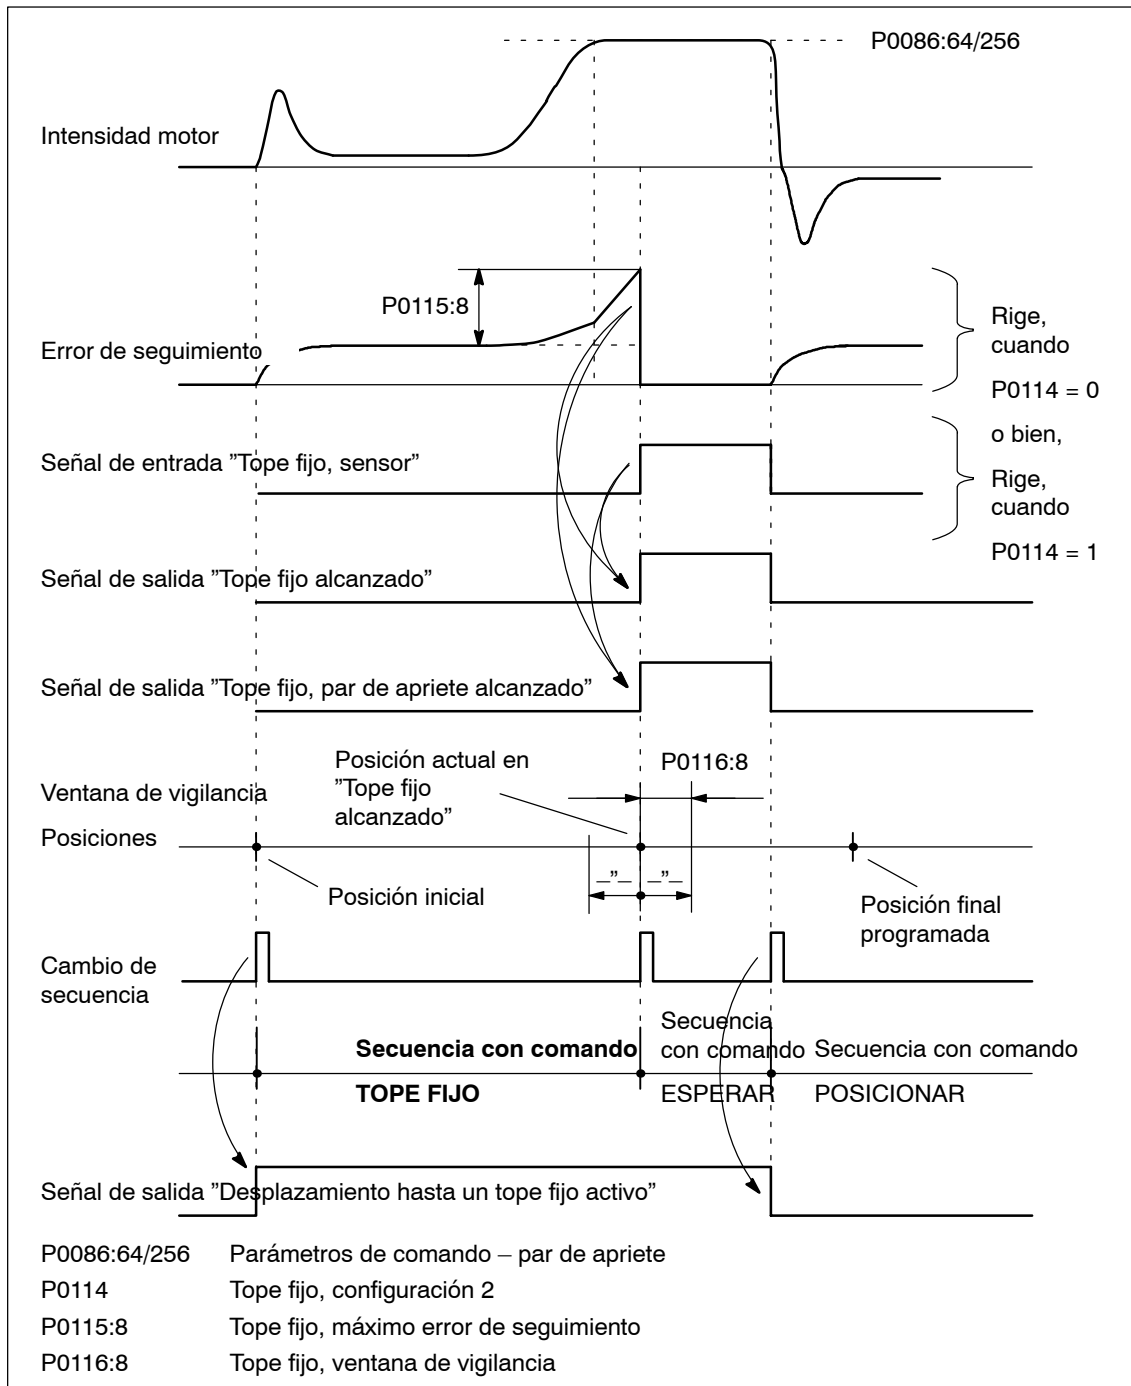 P0086:64/256
Intensidad motor
P0115:8
Error de seguimiento
Rige,
cuando
P0114 = 0
o bien,
Rige,
cuando
P0114 = 1
Señal de entrada ”Tope fijo, sensor”
Señal de salida ”Tope fijo alcanzado”
Señal de salida ”Tope fijo, par de apriete alcanzado”
Posición actual en
”Tope fijo
alcanzado”
P0116:8
Ventana de vigilancia
Posiciones
_”_ _”_
Posición inicial
Posición final
programada
Cambio de
secuencia
Secuencia con comando
TOPE FIJO
Secuencia
con comando
ESPERAR
Secuencia con comando
POSICIONAR
Señal de salida ”Desplazamiento hasta un tope fijo activo”
P0086:64/256 Parámetros de comando – par de apriete
P0114 Tope fijo, configuración 2
P0115:8 Tope fijo, máximo error de seguimiento
P0116:8 Tope fijo, ventana de vigilancia